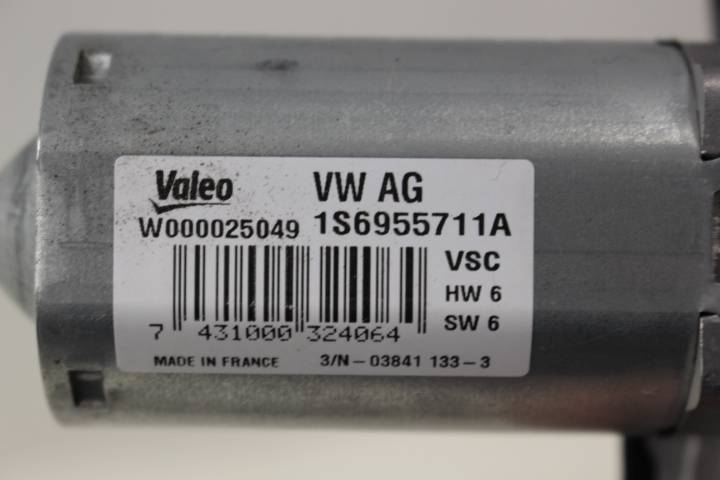 Valeo VW AG
W000025049 1S6955711A
VSC
HW 6
7 431000 324064 SW 6
MADE IN FRANCE 3/N-03841 133-3